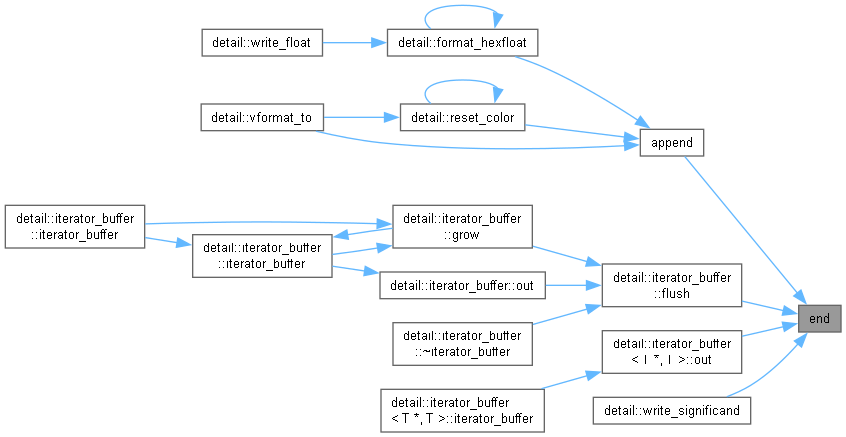 detail::write_float
detail::format_hexfloat
detail::vformat_to
detail::reset_color
append
detail::iterator_buffer
::iterator_buffer
detail::iterator_buffer
::grow
detail::iterator_buffer
::iterator_buffer
detail::iterator_buffer::out
detail::iterator_buffer
::flush
end
detail::iterator_buffer
::~iterator_buffer
detail::iterator_buffer
< T *, T >::out
detail::iterator_buffer
< T *, T >::iterator_buffer
detail::write_significand